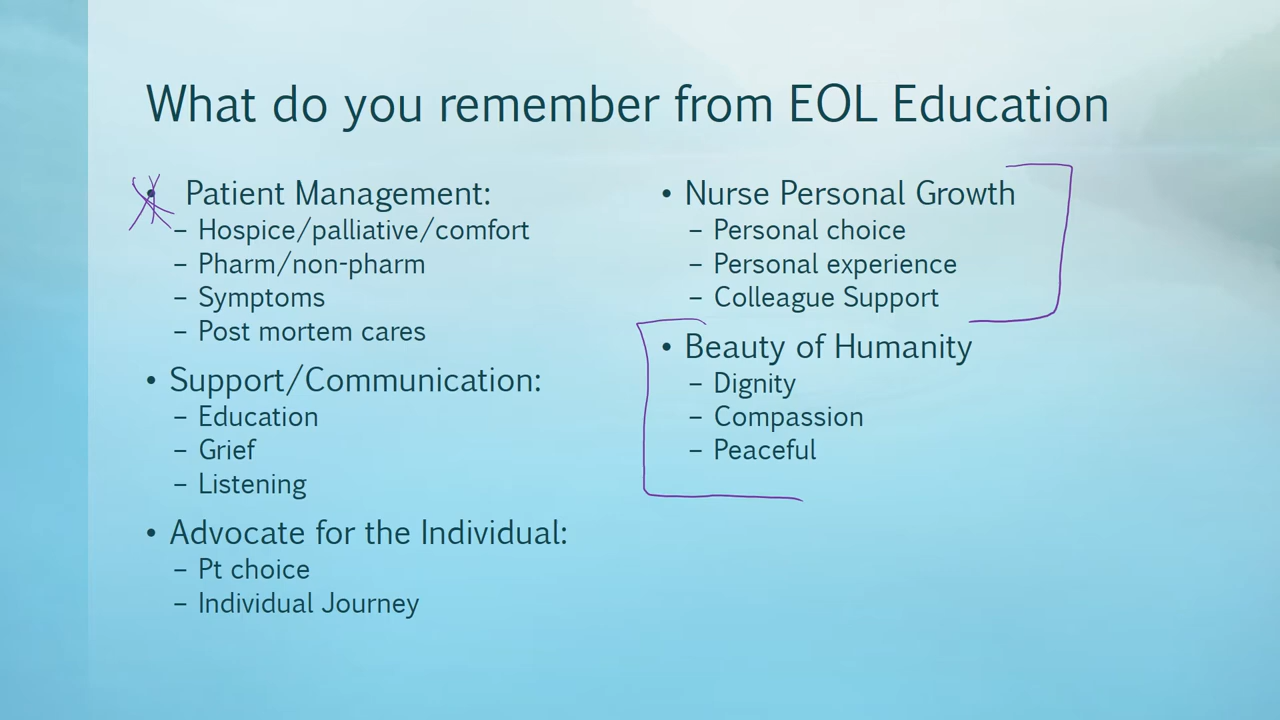 What do you remember from EOL Education
• Patient Management:
– Hospice/palliative/comfort
– Pharm/non-pharm
– Symptoms
– Post mortem cares
• Support/Communication:
– Education
– Grief
– Listening
• Advocate for the Individual:
– Pt choice
– Individual Journey
• Nurse Personal Growth
– Personal choice
– Personal experience
– Colleague Support
• Beauty of Humanity
– Dignity
– Compassion
– Peaceful